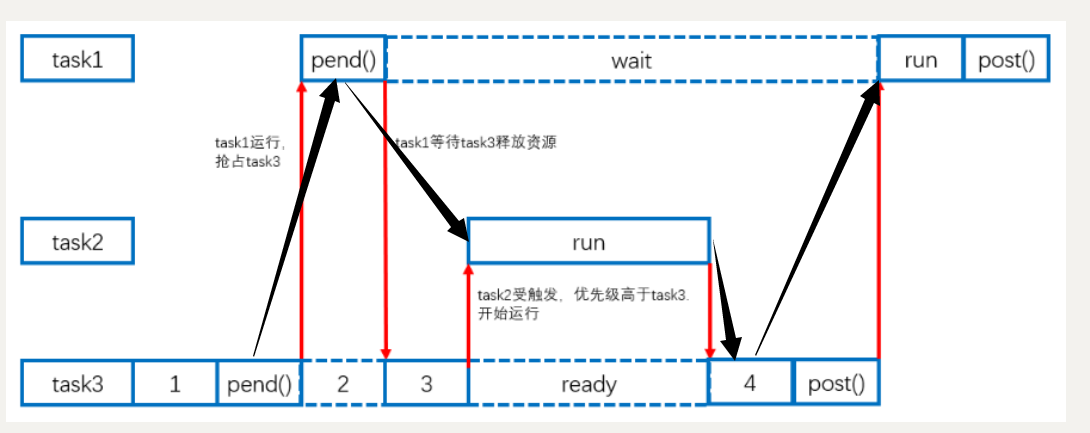 task1
pend()
wait
run
post()
task1运行,
抢占task3
task1等待task3释放资源
task2
run
task2受触发，优先级高于task3.
开始运行
task3
1
pend()
2
3
ready
4
post()